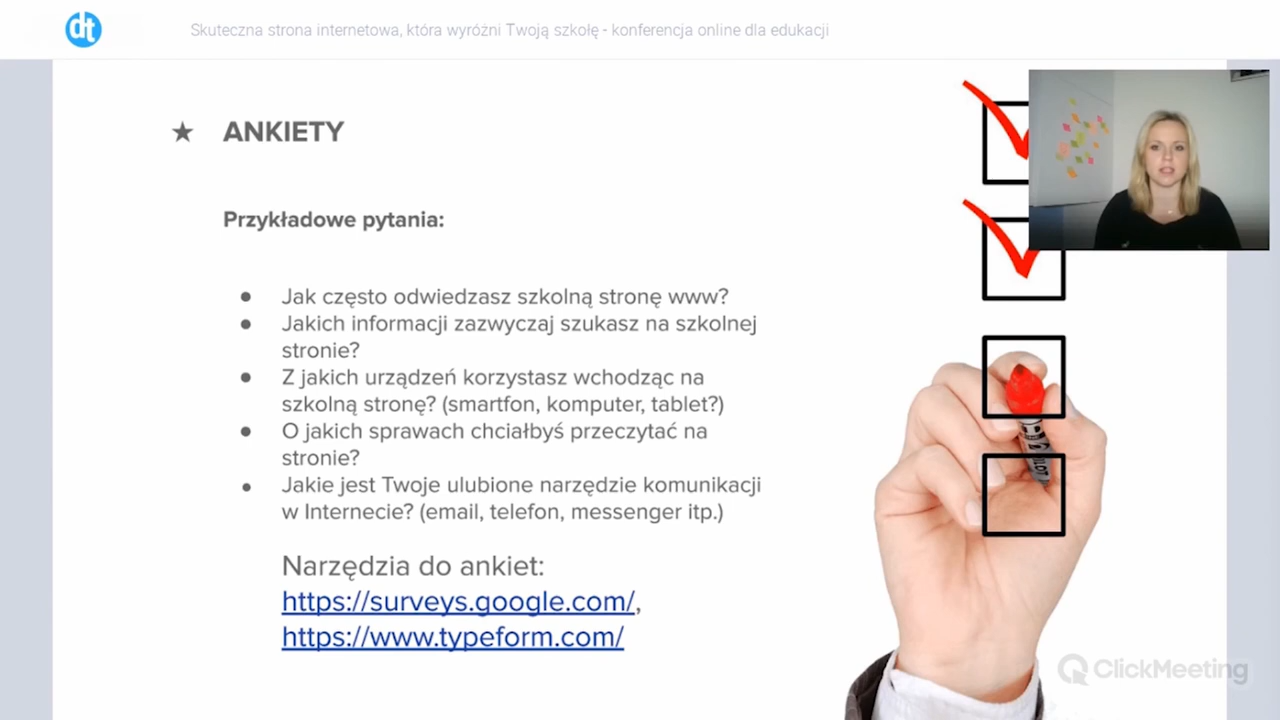 dt
Skuteczna strona internetowa, która wyróżni Twoją szkołę - konferencja online dla edukacji
★ ANKIETY
Przykładowe pytania:
● Jak często odwiedzasz szkolną stronę www?
● Jakich informacji zazwyczaj szukasz na szkolnej
stronie?
● Z jakich urządzeń korzystasz wchodząc na
szkolną stronę? (smartfon, komputer, tablet?)
● O jakich sprawach chciałbyś przeczytać na
stronie?
● Jakie jest Twoje ulubione narzędzie komunikacji
w Internecie? (email, telefon, messenger itp.)
Narzędzia do ankiet:
https://surveys.google.com/,
https://www.typeform.com/
ClickMeeting